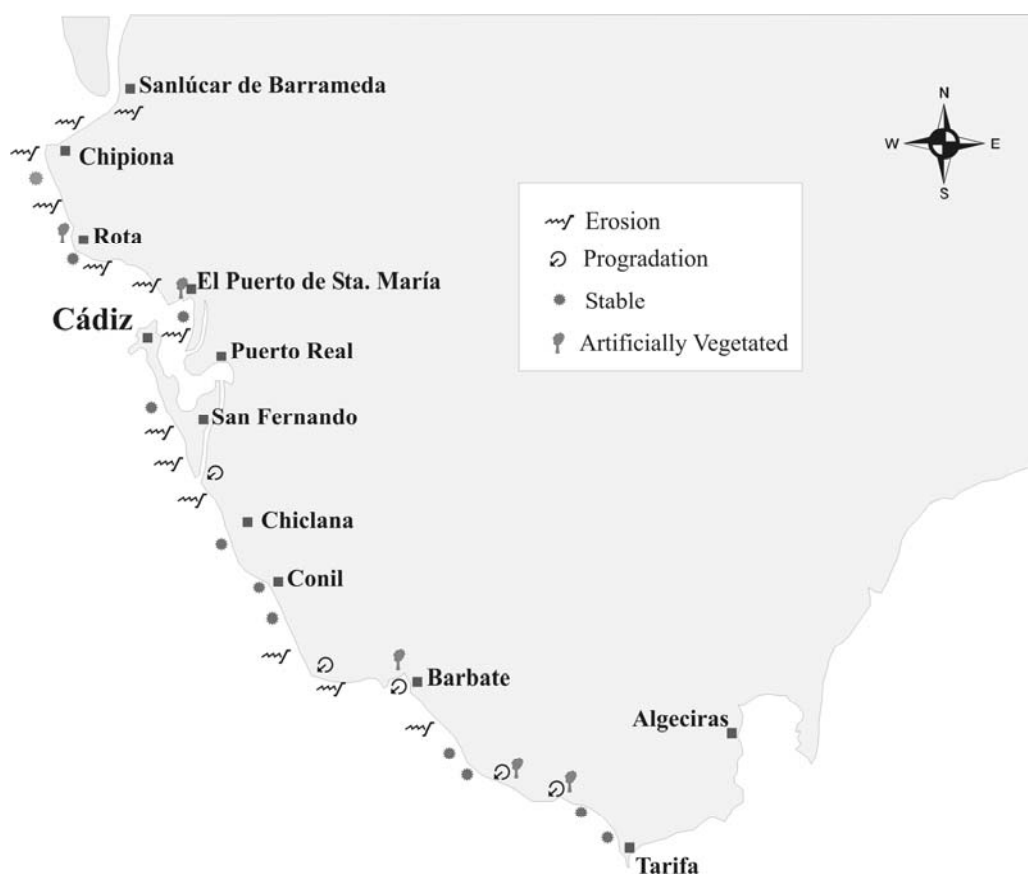 Sanlúcar de Barrameda
N
Chipiona
W
E
S
Erosion
Rota
Progradation
El Puerto de Sta. María
Stable
Cádiz
Artificially Vegetated
Puerto Real
San Fernando
Chiclana
Conil
Barbate
Algeciras
Tarifa